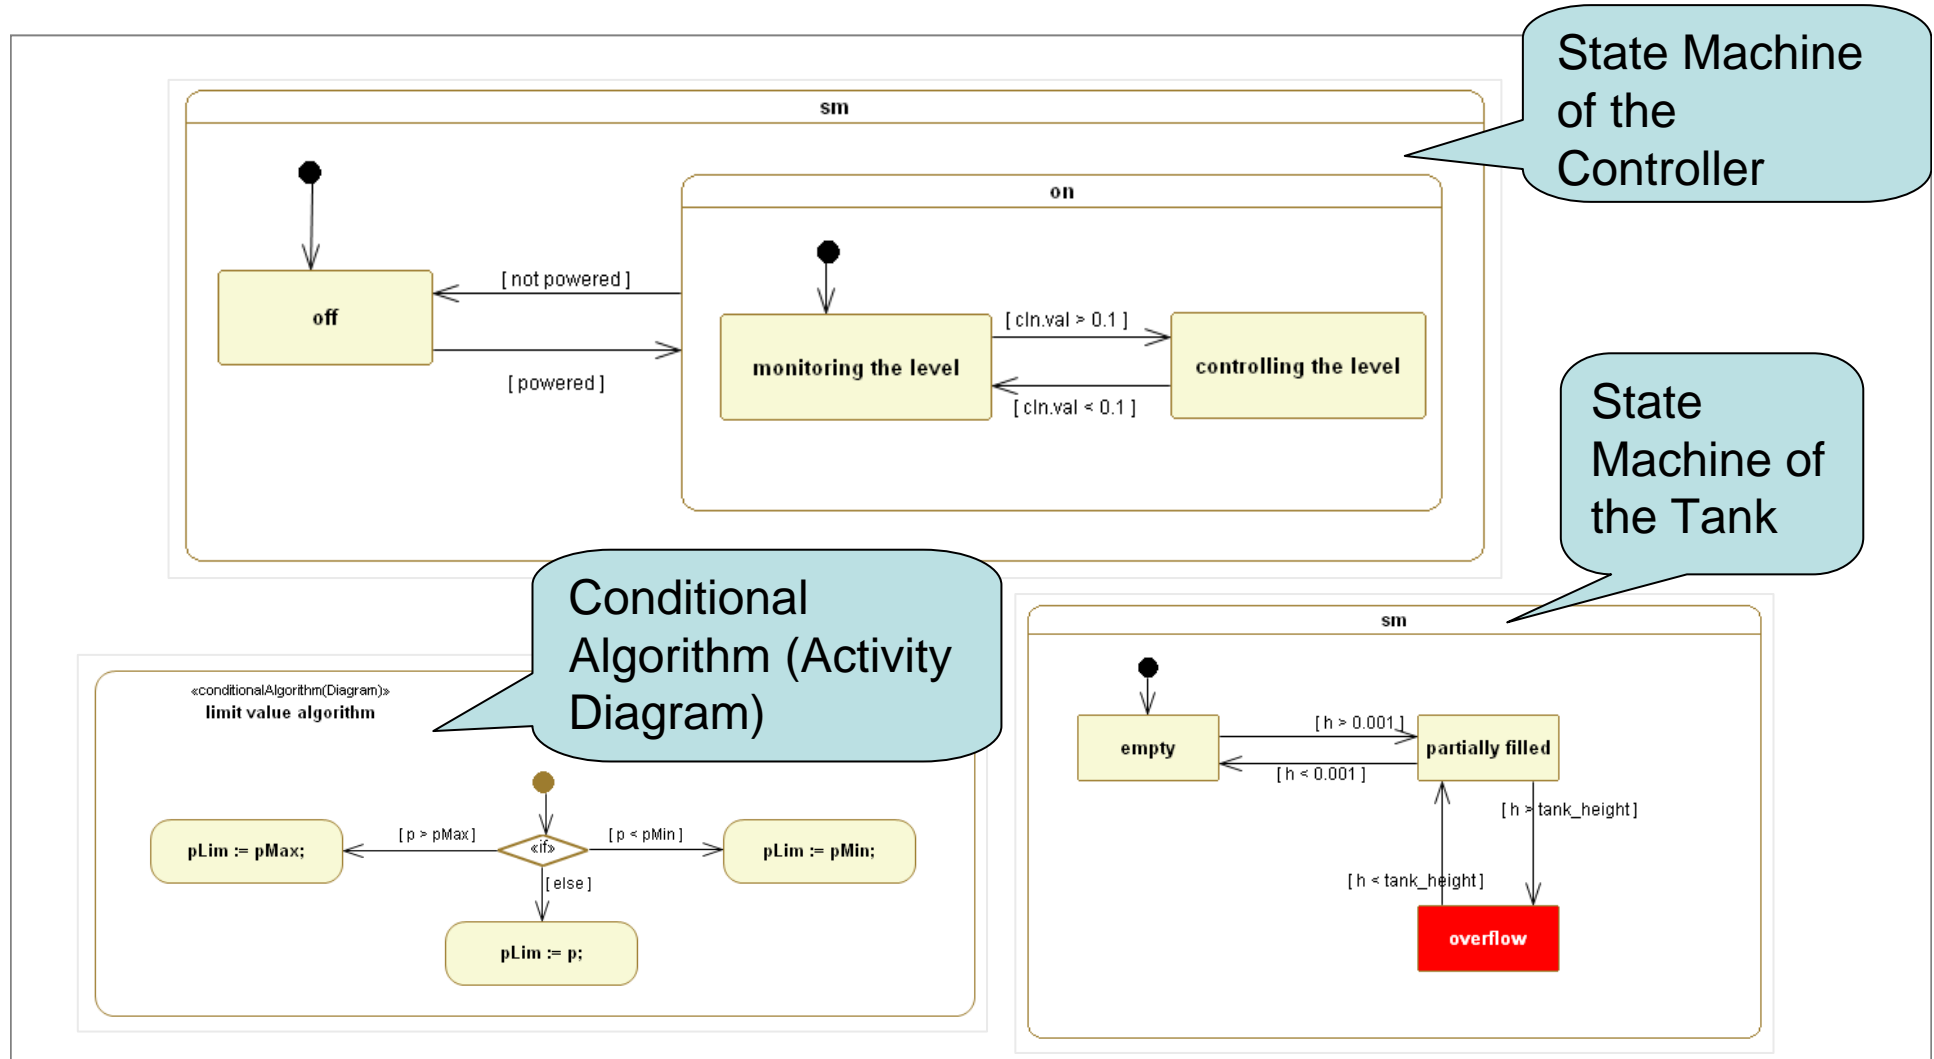 State Machine
of the
Controller
sm
on
[ not powered ]
off
[ powered ]
[ cIn.val > 0.1 ]
monitoring the level
controlling the level
[ cIn.val < 0.1 ]
State
Machine of
the Tank
Conditional
Algorithm (Activity
Diagram)
«conditionalAlgorithm(Diagram)»
limit value algorithm
[ p > pMax ]
«if»
[ p < pMin ]
pLim := pMax;
pLim := pMin;
[ else ]
pLim := p;
sm
[ h > 0.001 ]
empty
partially filled
[ h < 0.001 ]
[ h > tank_height ]
[ h < tank_height ]
overflow